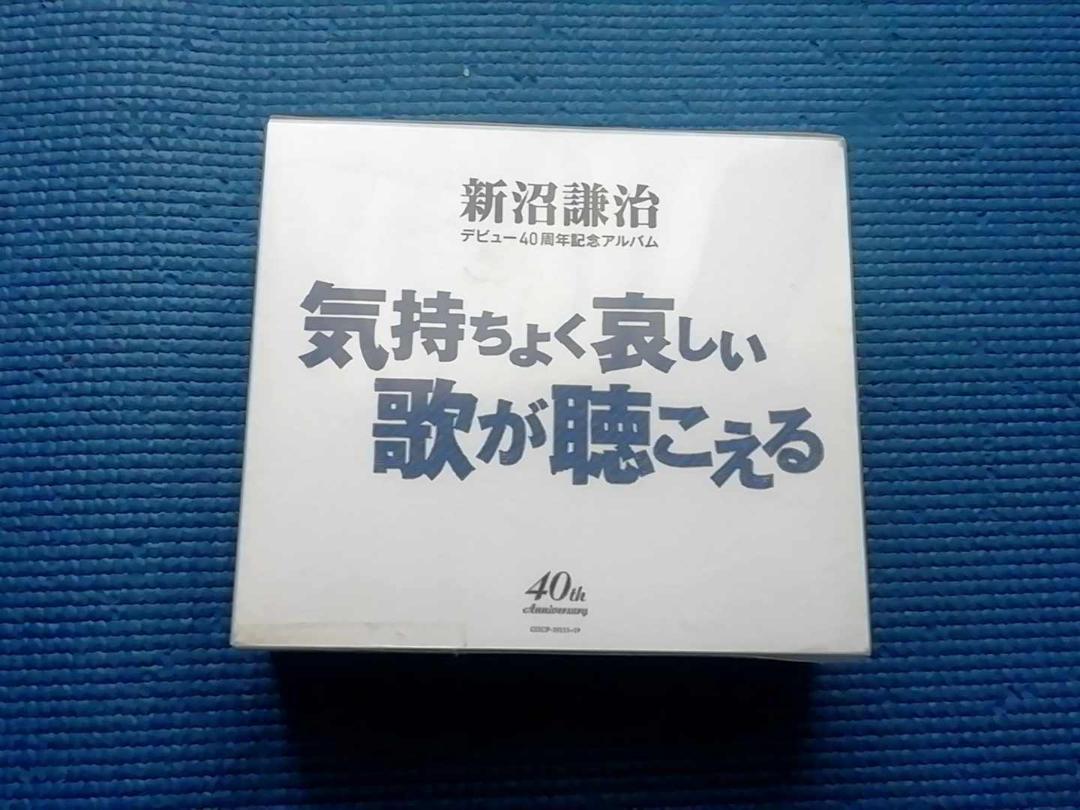 新沼謙治
デビュー40周年記念アルバム
気持ちよく哀しい
歌が聴こえる
40th
Anniversary